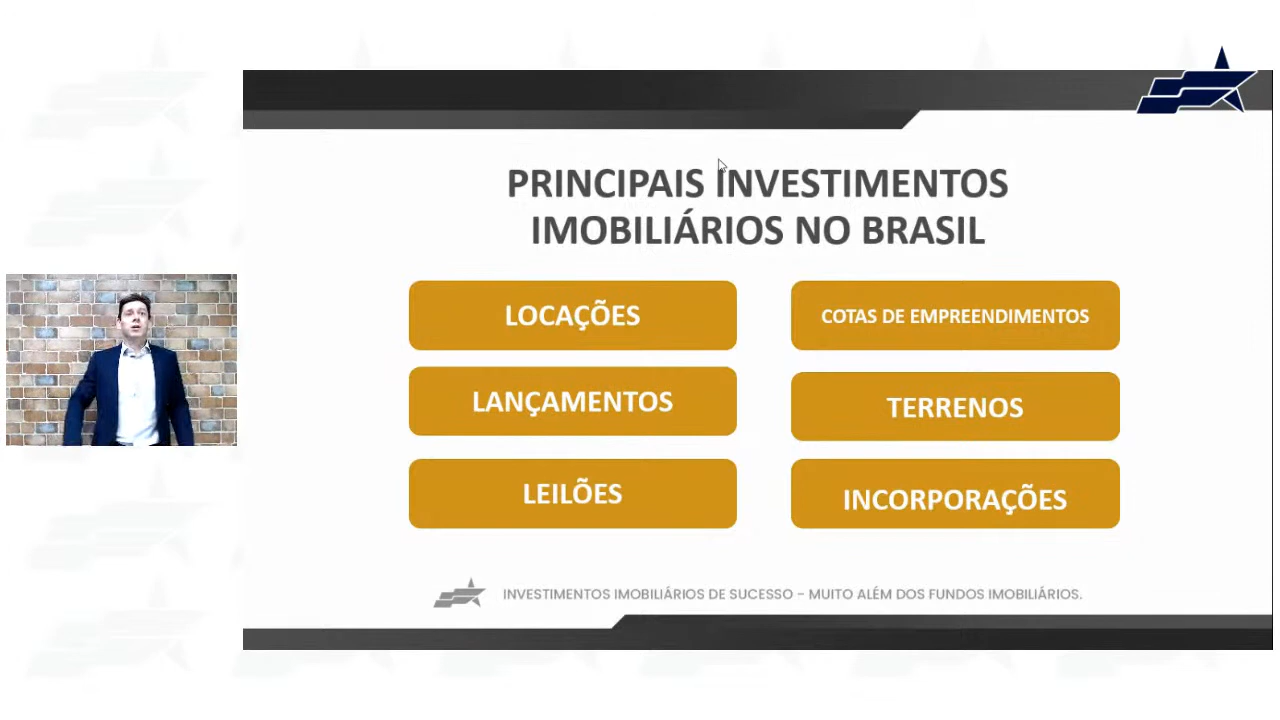 PRINCIPAIS INVESTIMENTOS
IMOBILIÁRIOS NO BRASIL
LOCAÇÕES
COTAS DE EMPREENDIMENTOS
LANÇAMENTOS
TERRENOS
LEILÕES
INCORPORAÇÕES
INVESTIMENTOS IMOBILIÁRIOS DE SUCESSO - MUITO ALÉM DOS FUNDOS IMOBILIÁRIOS.